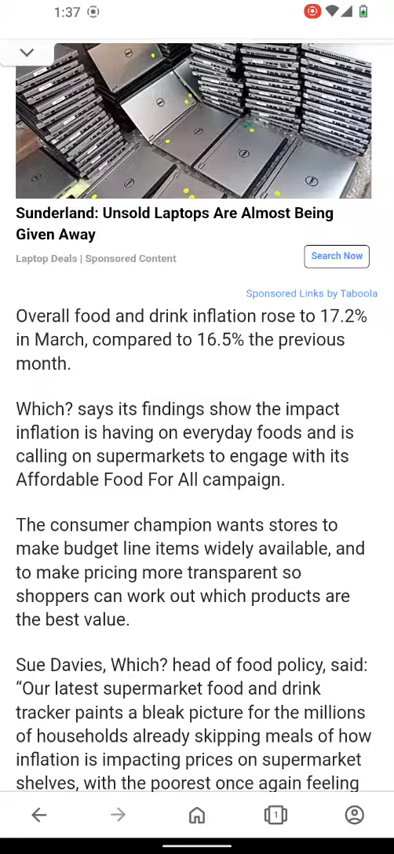 1:37
Sunderland: Unsold Laptops Are Almost Being
Given Away
Laptop Deals | Sponsored Content
Search Now
Sponsored Links by Taboola
Overall food and drink inflation rose to 17.2%
in March, compared to 16.5% the previous
month.
Which? says its findings show the impact
inflation is having on everyday foods and is
calling on supermarkets to engage with its
Affordable Food For All campaign.
The consumer champion wants stores to
make budget line items widely available, and
to make pricing more transparent so
shoppers can work out which products are
the best value.
Sue Davies, Which? head of food policy, said:
“Our latest supermarket food and drink
tracker paints a bleak picture for the millions
of households already skipping meals of how
inflation is impacting prices on supermarket
shelves, with the poorest once again feeling
1